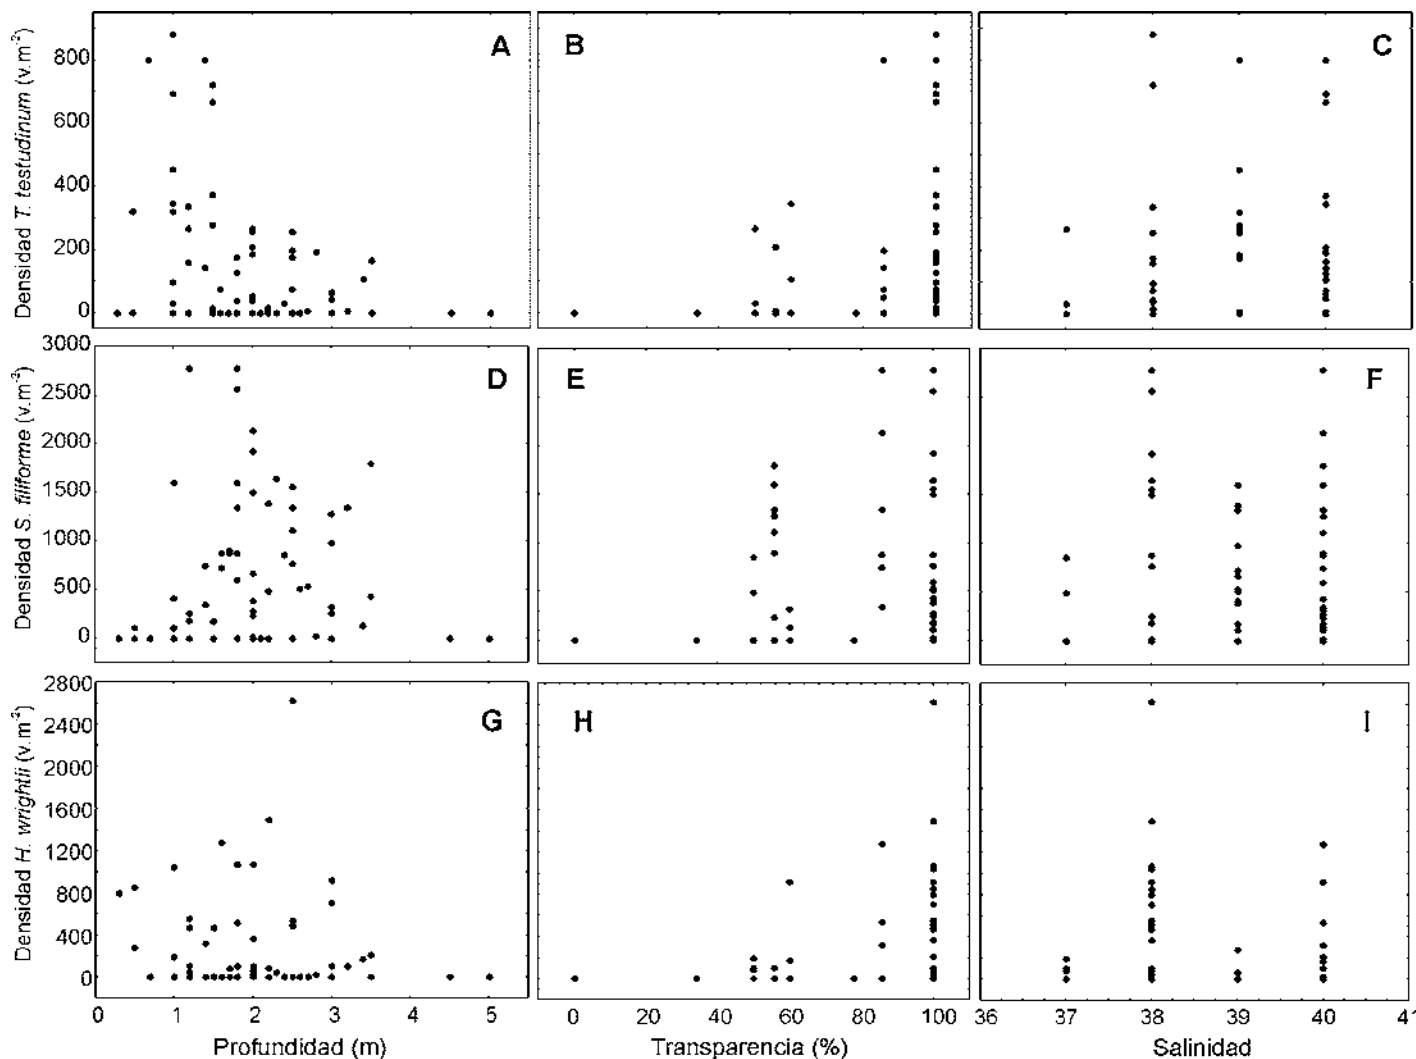 A
B
C
Densidad T. testudinum (v.m-2)
800
600
400
200
0
D
E
F
Densidad S. filiforme (v.m-2)
3000
2500
2000
1500
1000
500
0
G
H
I
Densidad H. wrightii (v.m-2)
2800
2400
2000
1600
1200
800
400
0
0 1 2 3 4 5
0 20 40 60 80 100
36 37 38 39 40 41
Profundidad (m)
Transparencia (%)
Salinidad